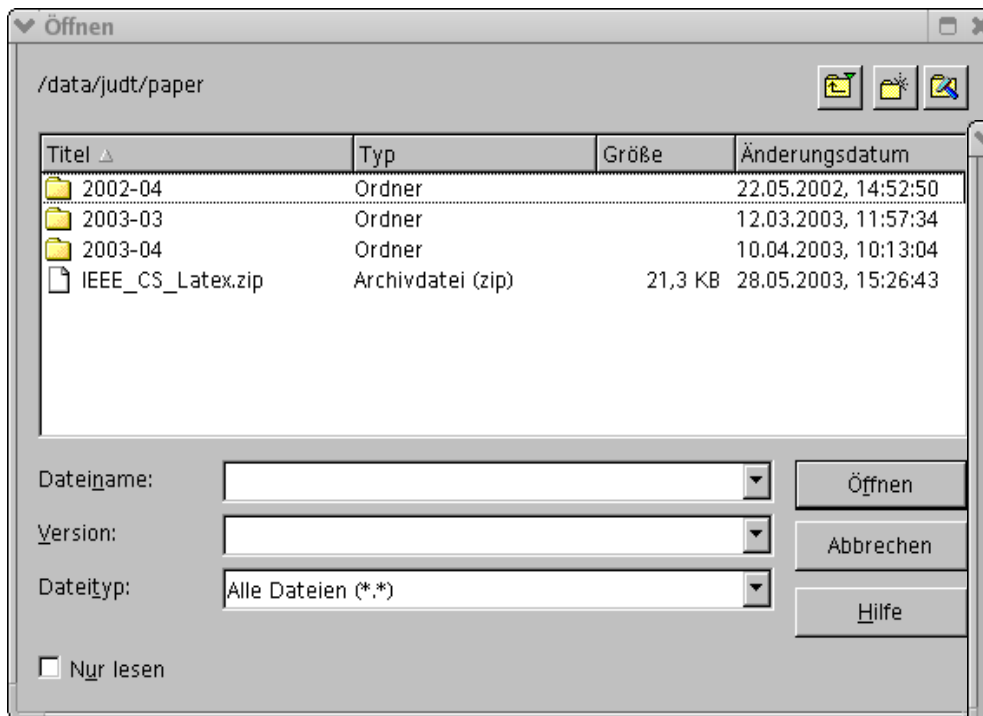 Öffnen
/data/judt/paper
Titel Typ Größe Änderungsdatum
2002-04 Ordner 22.05.2002, 14:52:50
2003-03 Ordner 12.03.2003, 11:57:34
2003-04 Ordner 10.04.2003, 10:13:04
IEEE_CS_Latex.zip Archivdatei (zip) 21,3 KB 28.05.2003, 15:26:43
Dateiname: Öffnen
Version: Abbrechen
Dateityp: Alle Dateien (*.*) Hilfe
Nur lesen